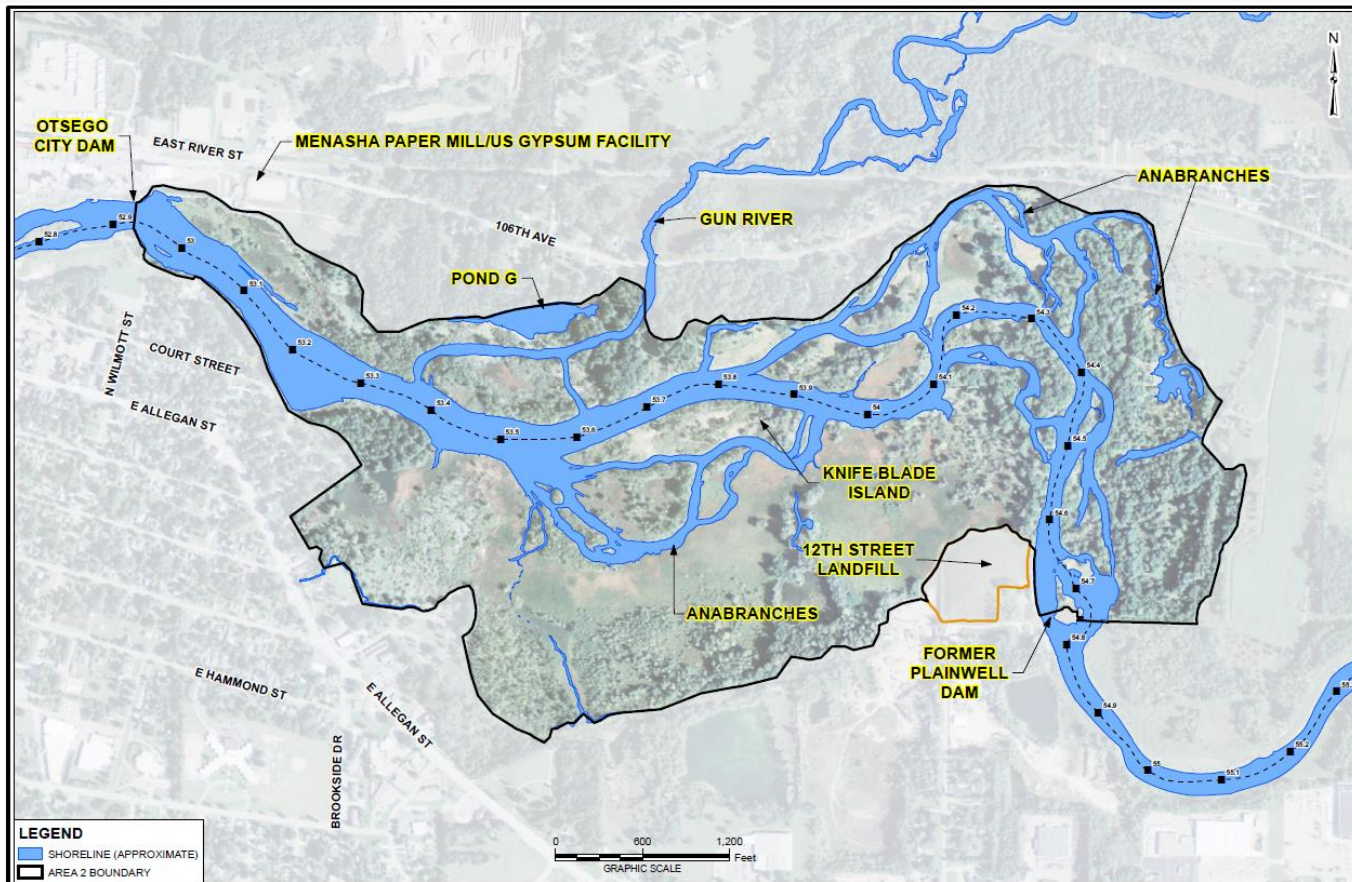 N
OTSEGO
CITY DAM
EAST RIVER ST
MENASHA PAPER MILL/US GYPSUM FACILITY
ANABRANCHES
GUN RIVER
106TH AVE
POND G
52.8
52.9
53
53.1
53.2
53.3
53.4
53.5
53.6
53.7
53.8
53.9
54
54.1
54.2
54.3
54.4
54.5
54.6
54.7
54.8
54.9
55
55.1
55.2
N WILMOTT ST
COURT STREET
E ALLEGAN ST
KNIFE BLADE
ISLAND
12TH STREET
LANDFILL
ANABRANCHES
FORMER
PLAINWELL
DAM
E HAMMOND ST
E ALLEGAN ST
BROOKSIDE DR
LEGEND
SHORELINE (APPROXIMATE)
AREA 2 BOUNDARY
0 600 1,200
Feet
GRAPHIC SCALE